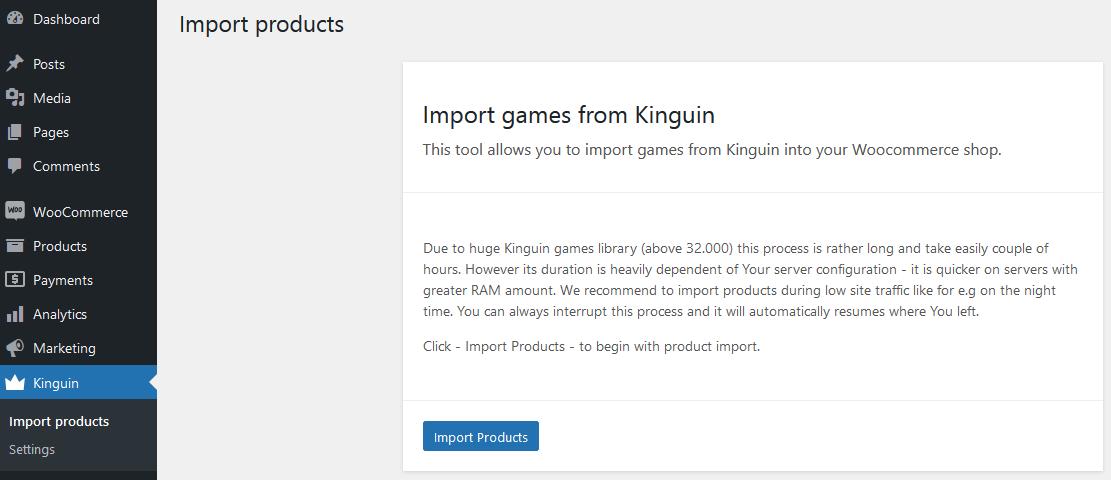 Dashboard
Posts
Media
Pages
Comments
WOO
WooCommerce
Products
$
Payments
Analytics
Marketing
Kinguin
Import products
Settings
Import products
Import games from Kinguin
This tool allows you to import games from Kinguin into your Woocommerce shop.
Due to huge Kinguin games library (above 32.000) this process is rather long and take easily couple of
hours. However its duration is heavily dependent of Your server configuration - it is quicker on servers with
greater RAM amount. We recommend to import products during low site traffic like for e.g on the night
time. You can always interrupt this process and it will automatically resumes where You left.
Click - Import Products - to begin with product import.
Import Products